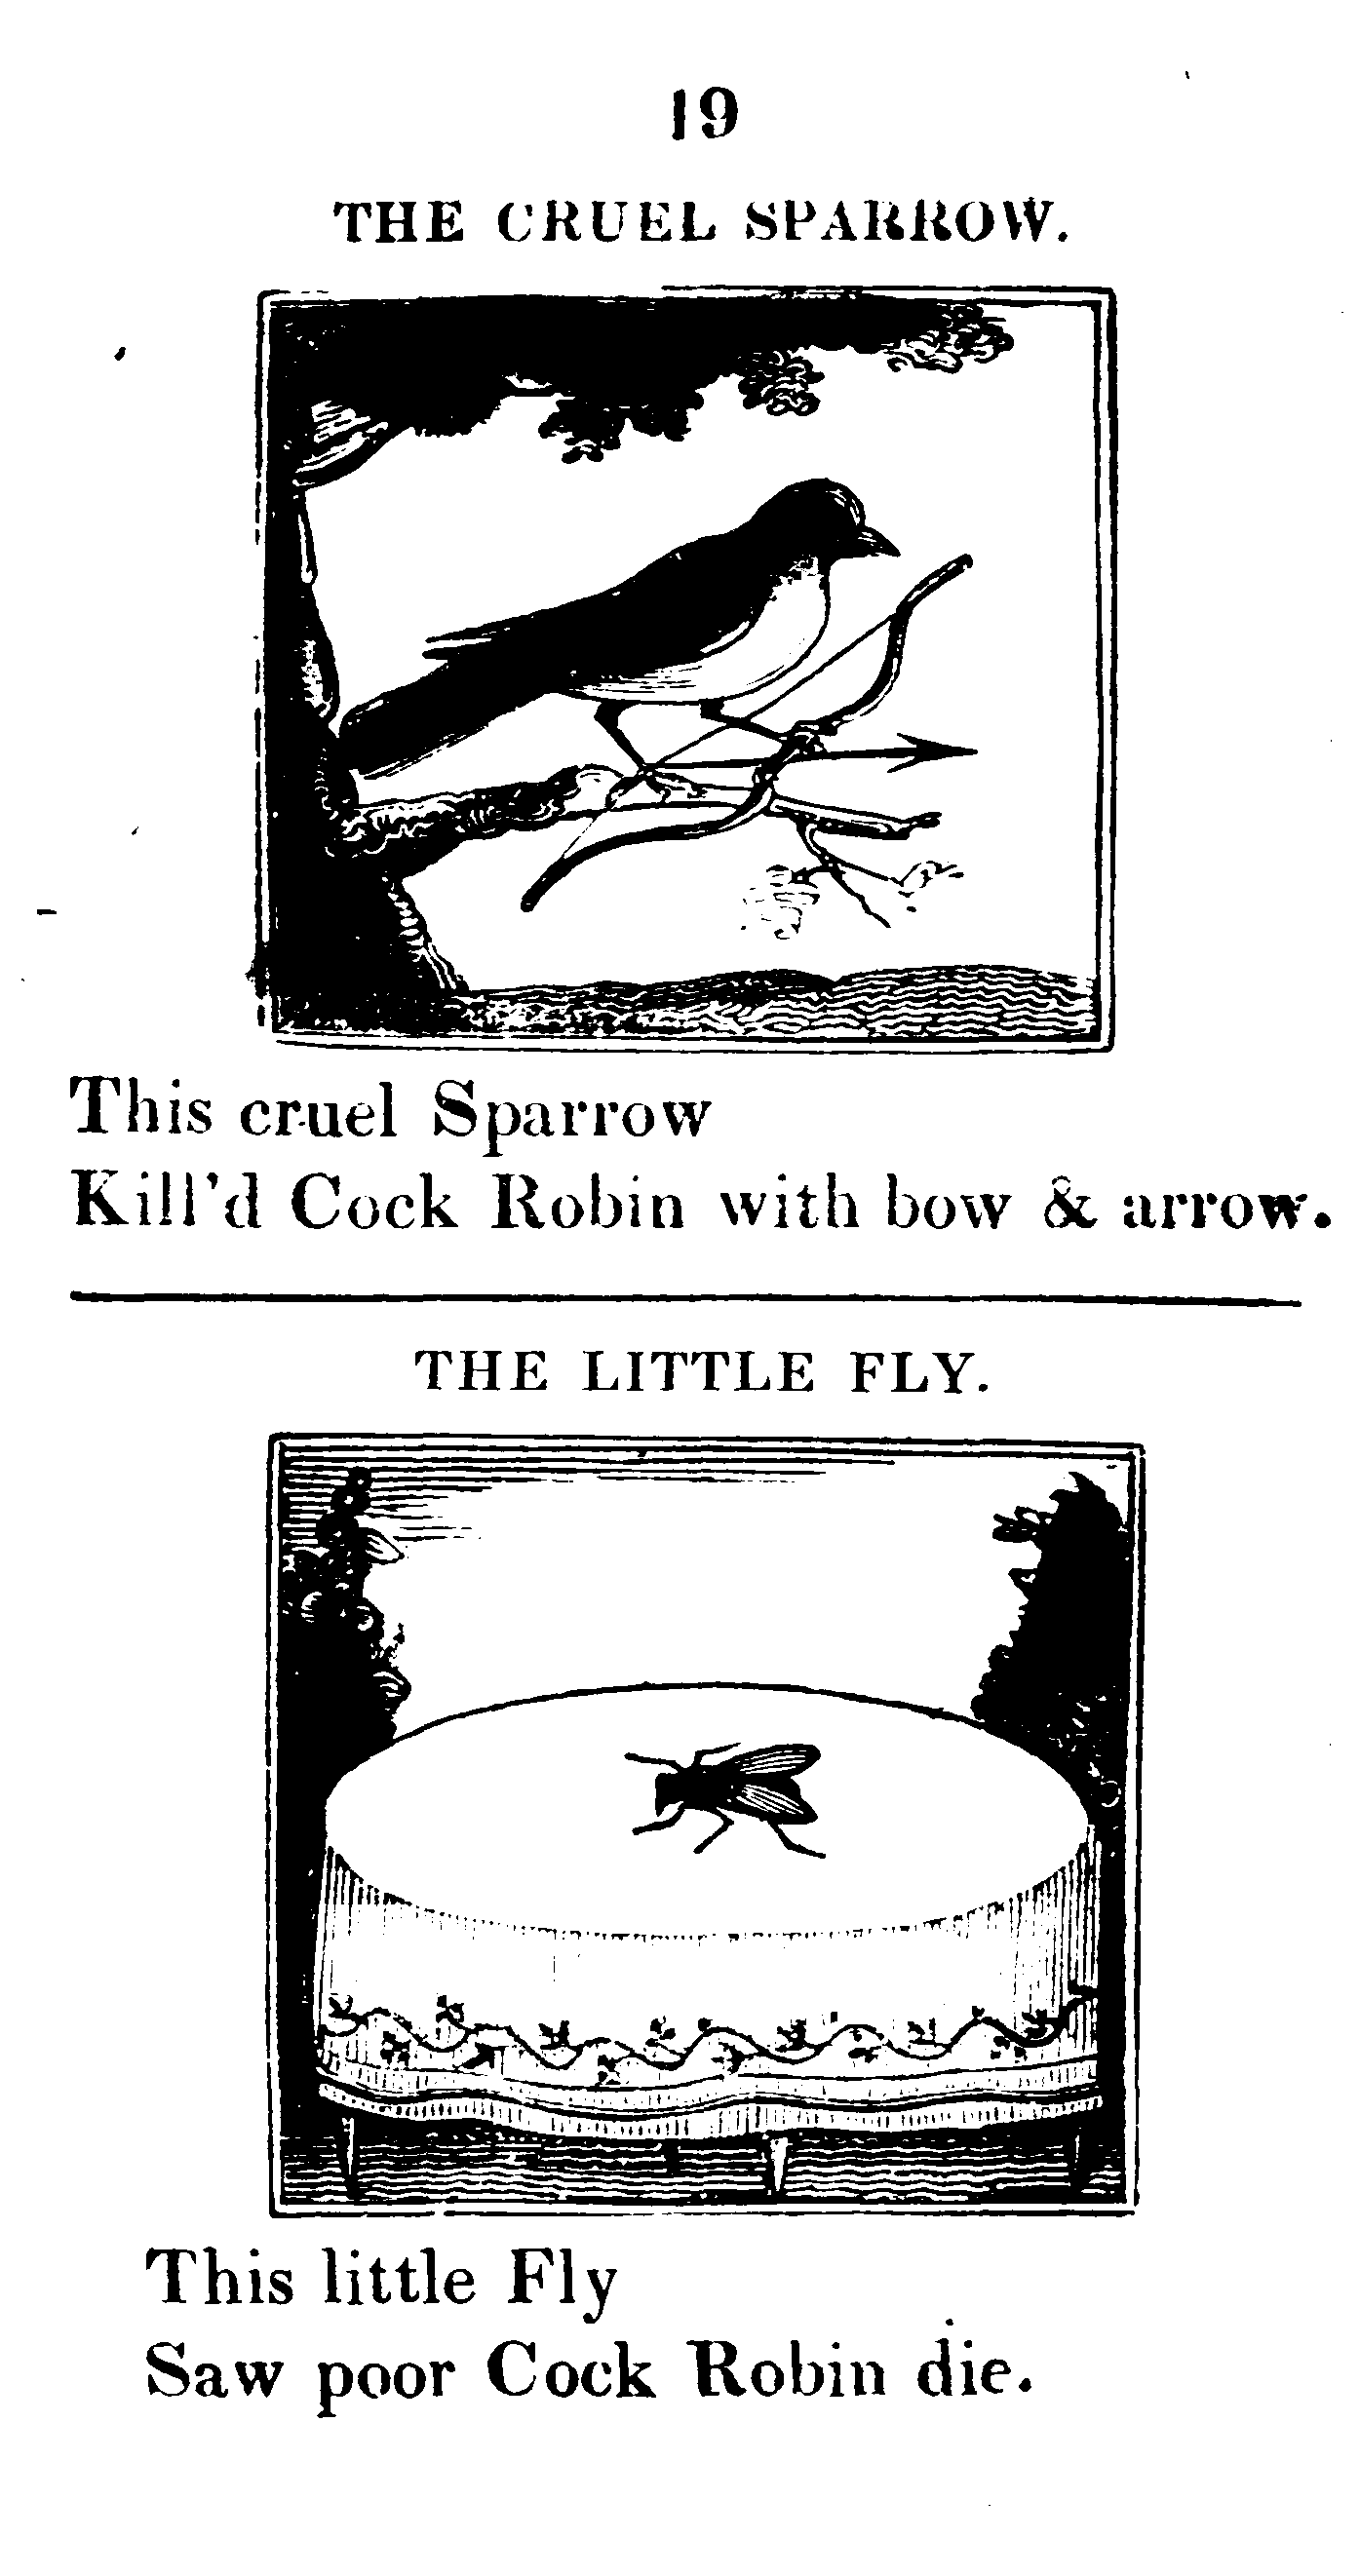 19
THE CRUEL SPARROW.
This cruel Sparrow
Kill'd Cock Robin with bow & arrow.
THE LITTLE FLY.
This little Fly
Saw poor Cock Robin die.